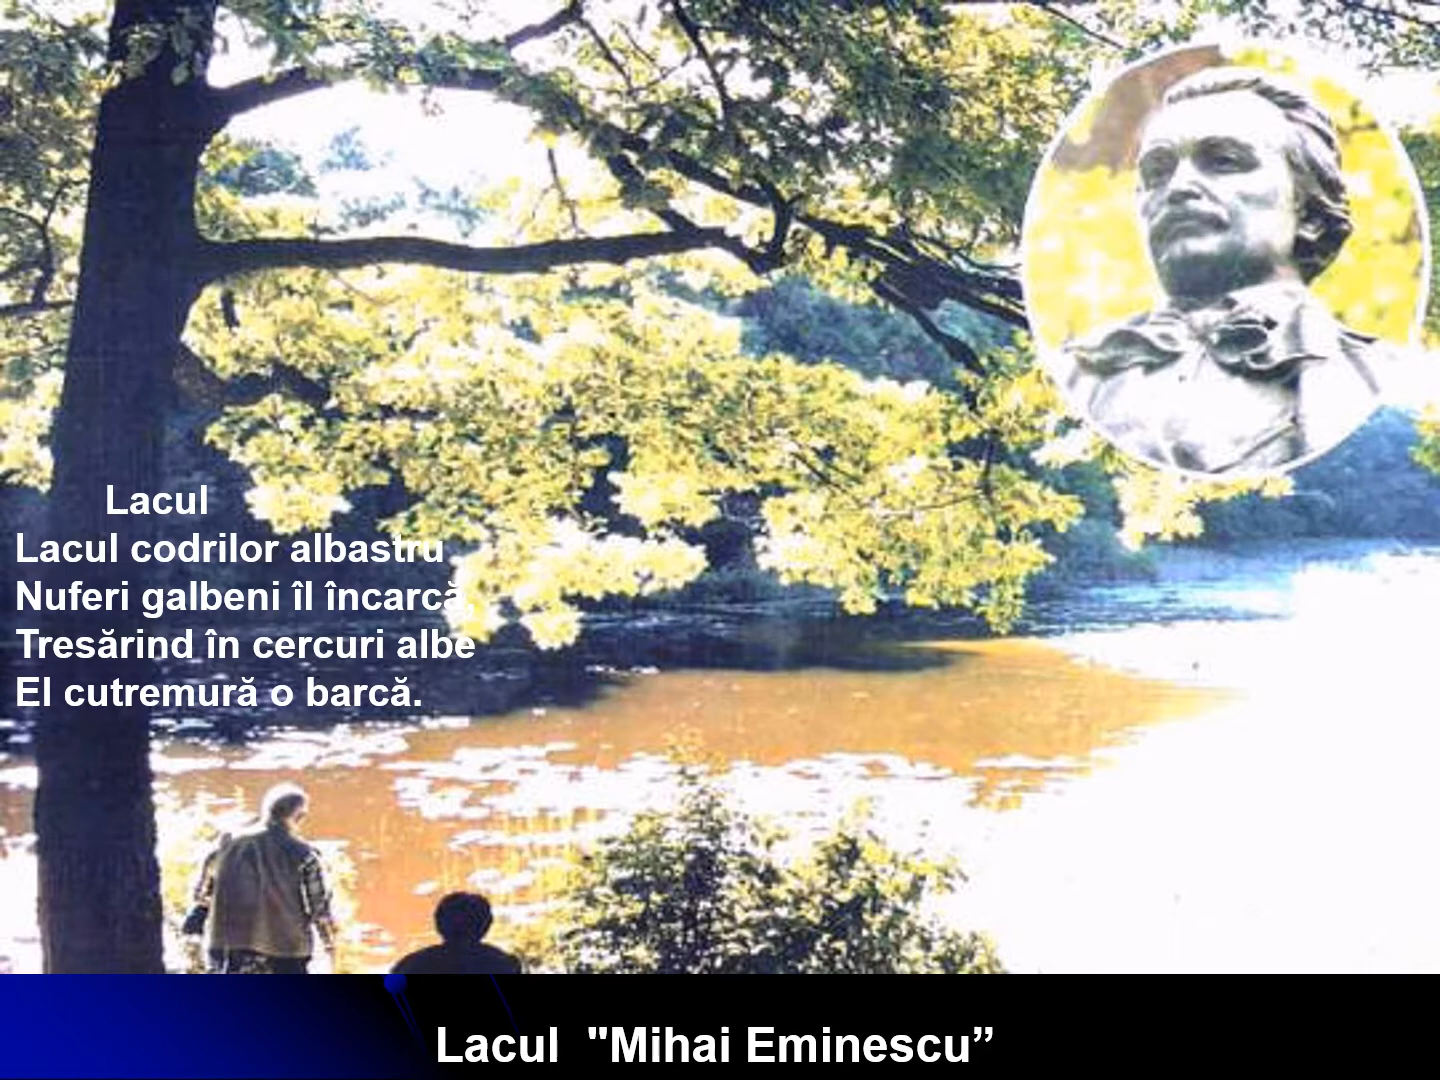 Lacul
Lacul codrilor albastru
Nuferi galbeni îl încarcă,
Tresărind în cercuri albe
El cutremură o barcă.
Lacul "Mihai Eminescu”